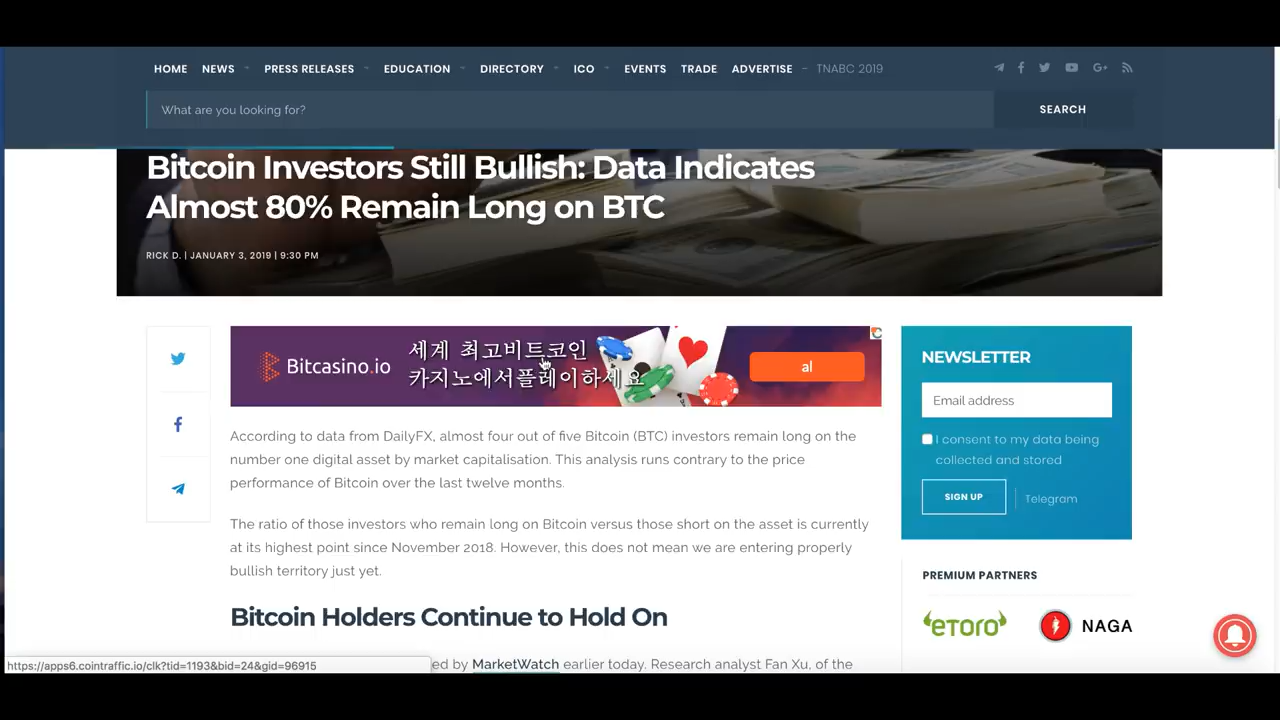 HOME NEWS PRESS RELEASES EDUCATION DIRECTORY ICO EVENTS TRADE ADVERTISE – TNABC 2019
What are you looking for?
SEARCH
Bitcoin Investors Still Bullish: Data Indicates
Almost 80% Remain Long on BTC
RICK D. | JANUARY 3, 2019 | 9:30 PM
Bitcasino.io
세계 최고비트코인
카지노에서플레이하세요
al
According to data from DailyFX, almost four out of five Bitcoin (BTC) investors remain long on the
number one digital asset by market capitalisation. This analysis runs contrary to the price
performance of Bitcoin over the last twelve months.
The ratio of those investors who remain long on Bitcoin versus those short on the asset is currently
at its highest point since November 2018. However, this does not mean we are entering properly
bullish territory just yet.
Bitcoin Holders Continue to Hold On
ed by MarketWatch earlier today. Research analyst Fan Xu, of the
NEWSLETTER
Email address
I consent to my data being
collected and stored
SIGN UP
Telegram
PREMIUM PARTNERS
etoro
NAGA
https://apps6.cointraffic.io/clk?tid=1193&bid=24&gid=96915